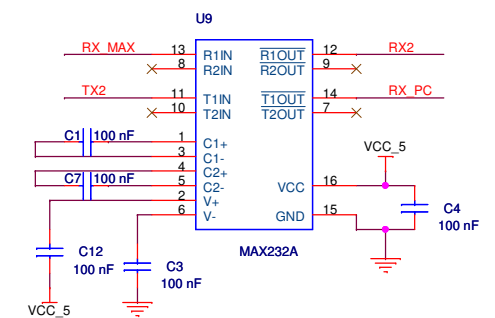 U9
RX_MAX 13 R1IN R1OUT 12 RX2
8 R2IN R2OUT 9
TX2 11 T1IN T1OUT 14 RX_PC
10 T2IN T2OUT 7
C1 100 nF 1 C1+ VCC_5
3 C1-
4 C2+
C7 100 nF 5 C2- VCC 16
2 V+ C4
6 V- GND 15 100 nF
MAX232A
C12 C3
100 nF 100 nF
VCC_5